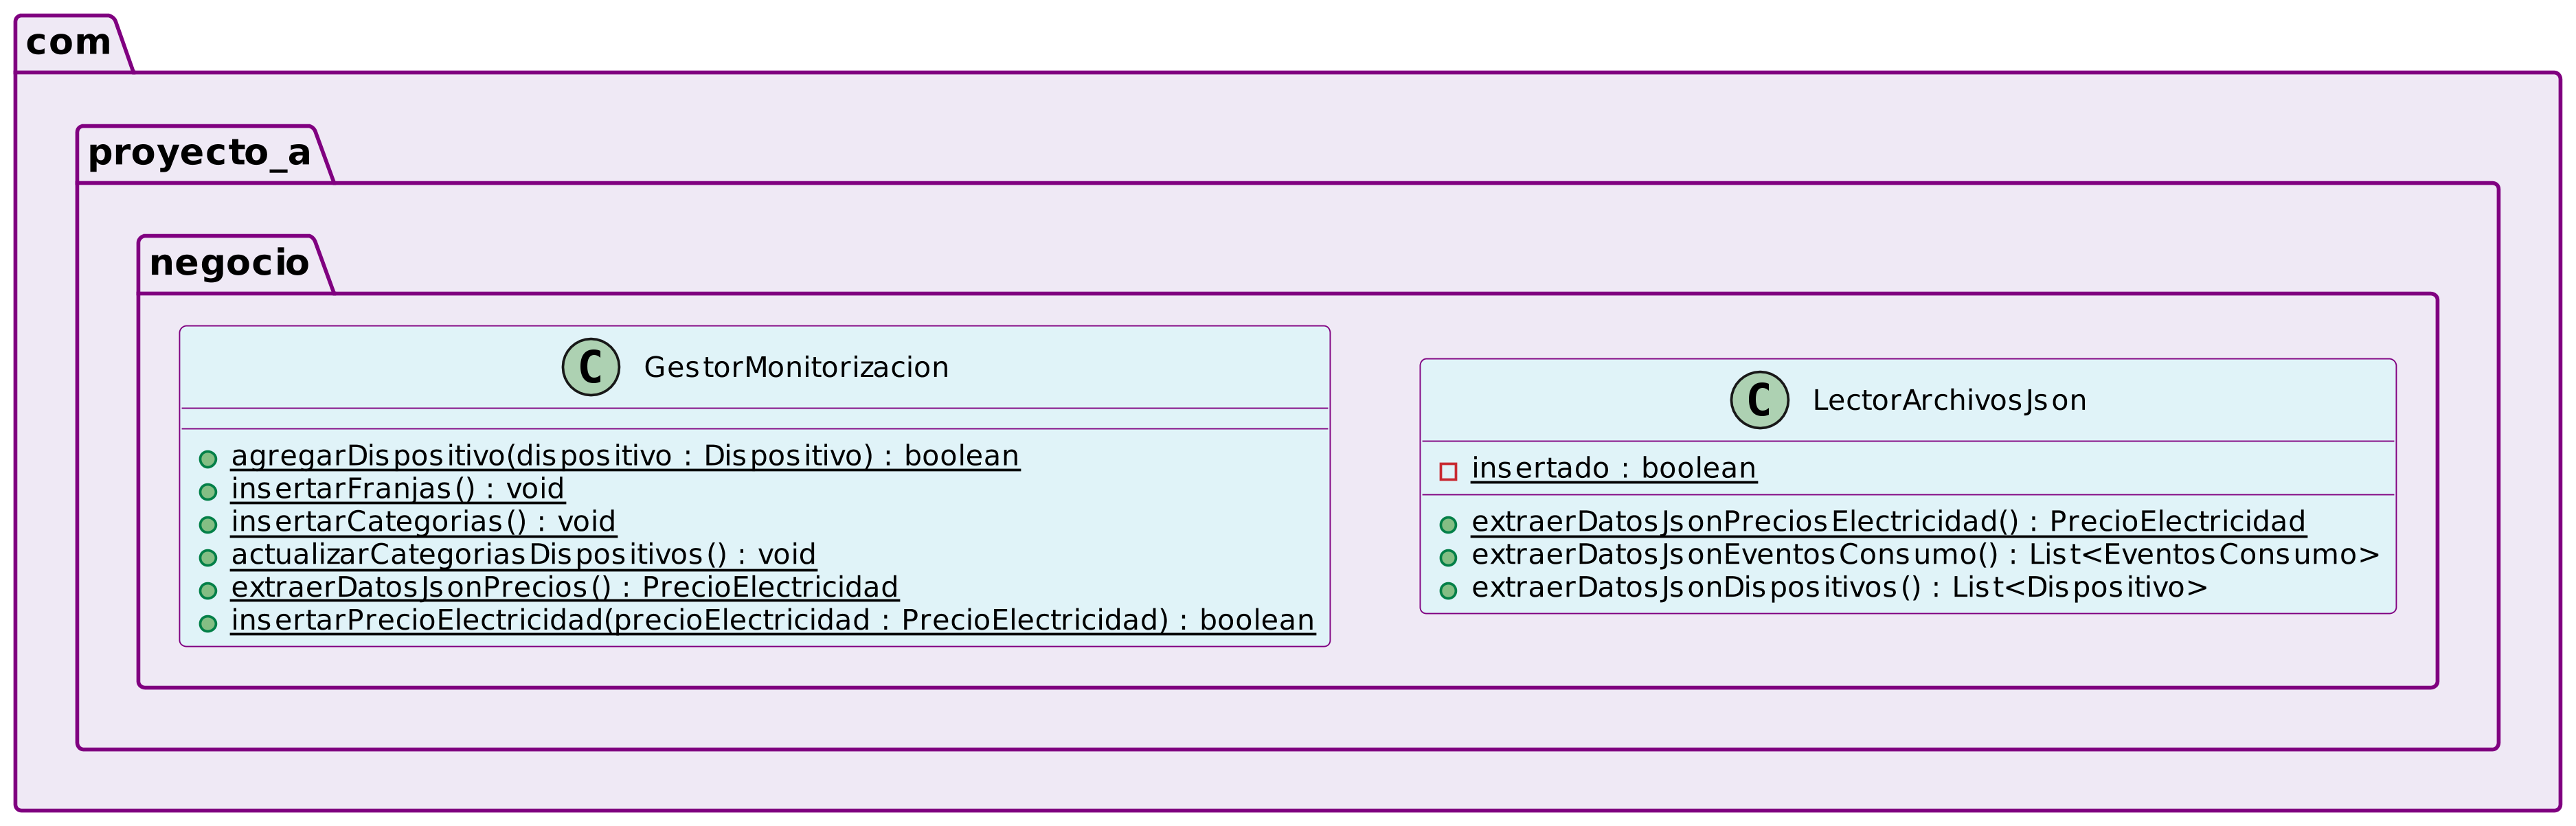 com
proyecto_a
negocio
C GestorMonitorizacion
agregarDispositivo(dispositivo : Dispositivo) : boolean
insertarFranjas() : void
insertarCategorias() : void
actualizarCategoriasDispositivos() : void
extraerDatosJsonPrecios() : PrecioElectricidad
insertarPrecioElectricidad(precioElectricidad : PrecioElectricidad) : boolean
C LectorArchivosJson
insertado : boolean
extraerDatosJsonPreciosElectricidad() : PrecioElectricidad
extraerDatosJsonEventosConsumo() : List<EventosConsumo>
extraerDatosJsonDispositivos() : List<Dispositivo>